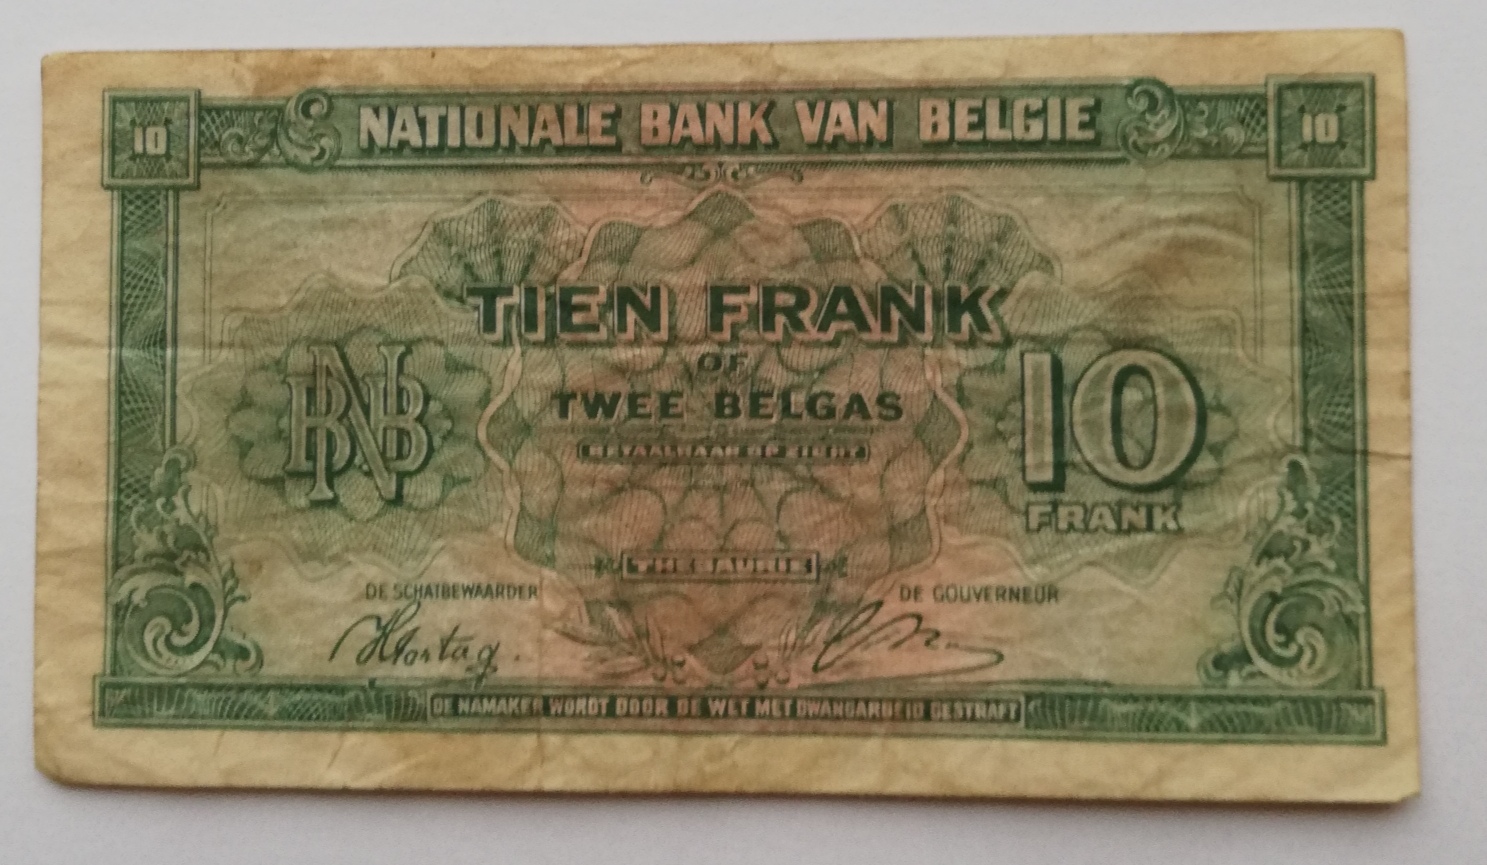 10 NATIONALE BANK VAN BELGIE 10
TIEN FRANK
OF
TWEE BELGAS
BETAALBAAR OP ZICHT
BNB
10
FRANK
THESAURIE
DE SCHATBEWAARDER
DE GOUVERNEUR
DE NAMAKER WORDT DOOR DE WET MET DWANGARBEID GESTRAFT